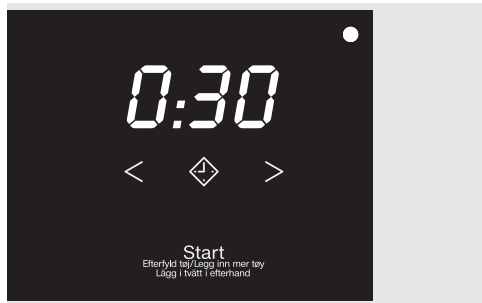 0:30
< >
Start
Efterfyld tøj/Legg inn mer tøy
Lägg i tvätt i efterhand